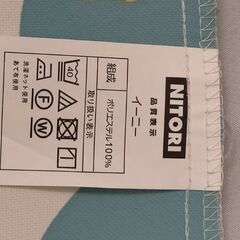 NITORI
品質表示
イーニー
組成 ポリエステル100%
取り扱い表示
40
洗濯ネット使用
あて布使用